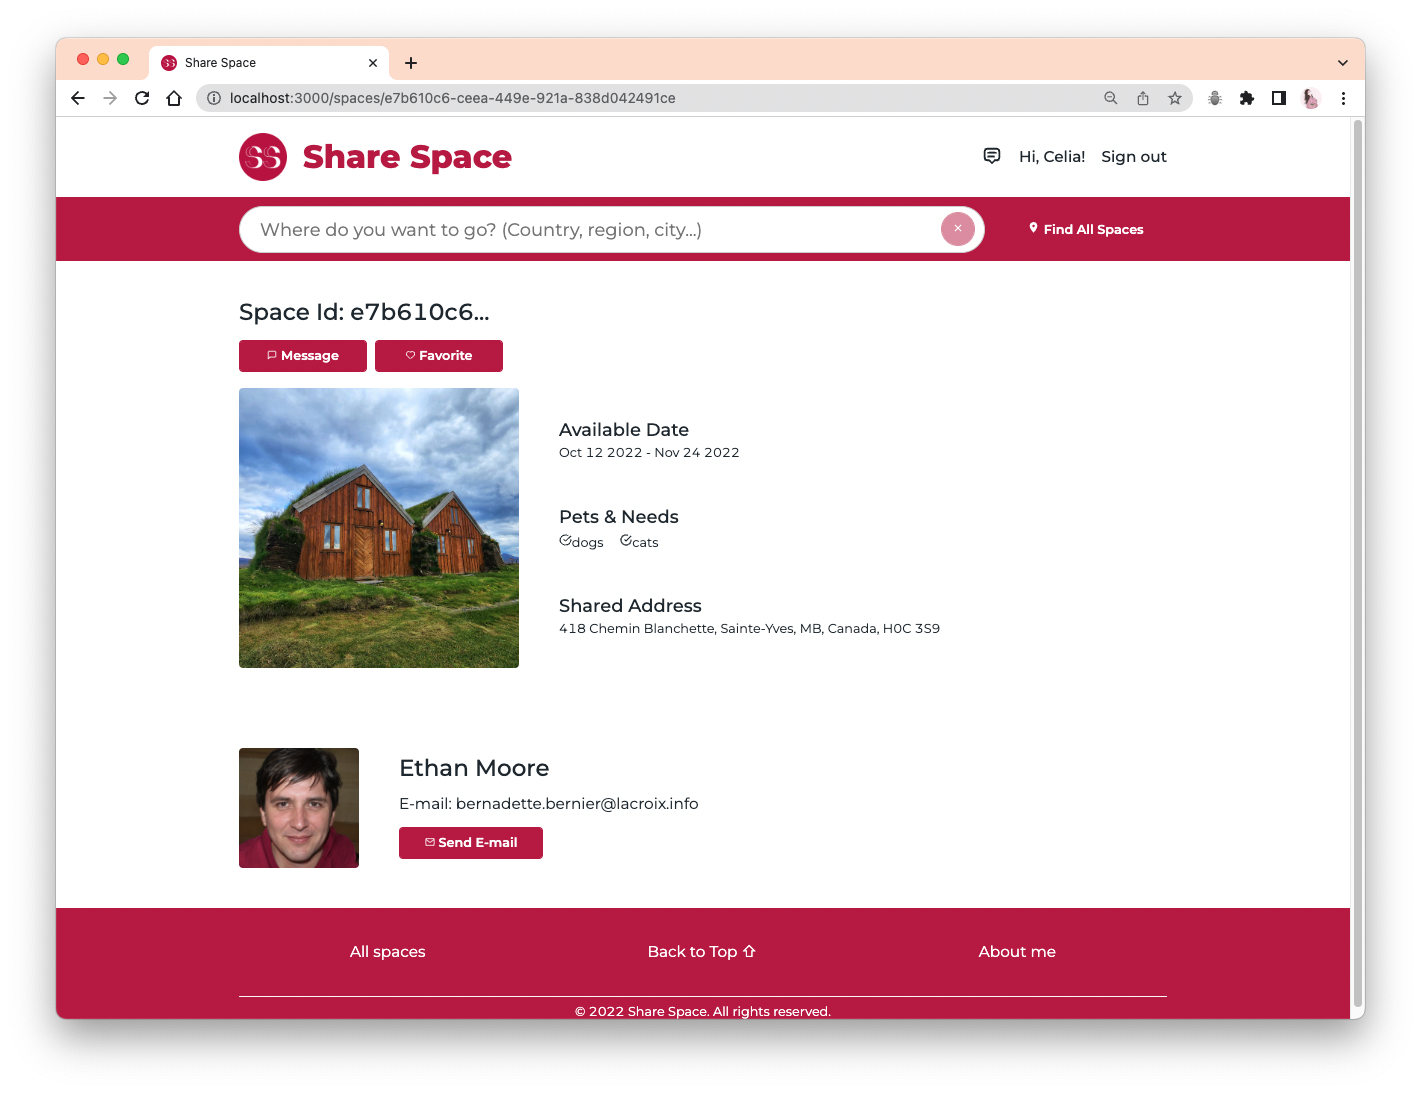 Share Space
localhost:3000/spaces/e7b610c6-ceea-449e-921a-838d042491ce
SS Share Space
Hi, Celia! Sign out
Where do you want to go? (Country, region, city...)
Find All Spaces
Space Id: e7b610c6...
Message Favorite
Available Date
Oct 12 2022 - Nov 24 2022
Pets & Needs
dogs cats
Shared Address
418 Chemin Blanchette, Sainte-Yves, MB, Canada, H0C 3S9
Ethan Moore
E-mail: bernadette.bernier@lacroix.info
Send E-mail
All spaces Back to Top About me
© 2022 Share Space. All rights reserved.